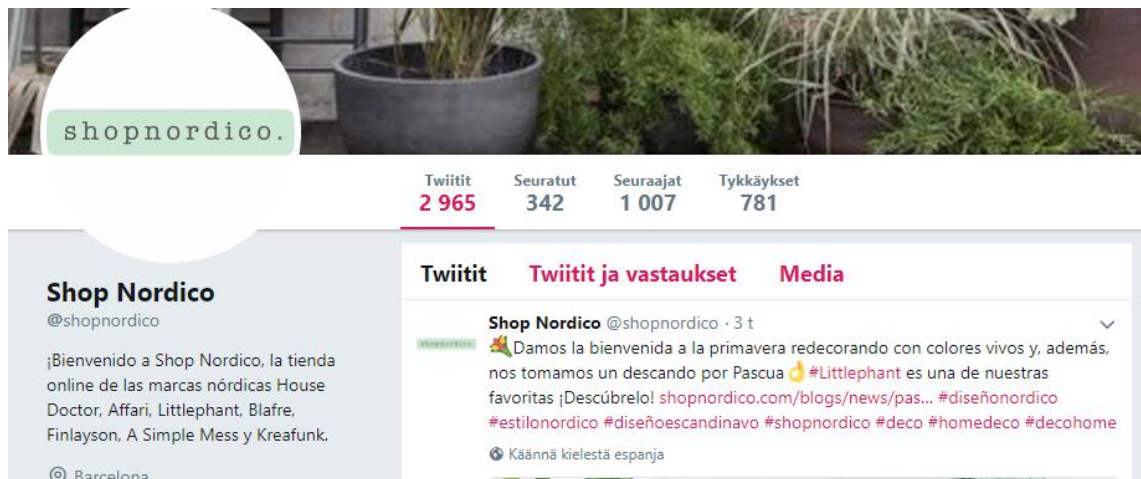 shopnordico.
Twiitit
2 965
Seuratut
342
Seuraajat
1 007
Tykkäykset
781
Shop Nordico
@shopnordico
¡Bienvenido a Shop Nordico, la tienda
online de las marcas nórdicas House
Doctor, Affari, Littlephant, Blafre,
Finlayson, A Simple Mess y Kreafunk.
Barcelona
Twiitit Twiitit ja vastaukset Media
shopnordico.
Shop Nordico @shopnordico · 3 t
Damos la bienvenida a la primavera redecorando con colores vivos y, además,
nos tomamos un descando por Pascua #Littlephant es una de nuestras
favoritas ¡Descúbrelo! shopnordico.com/blogs/news/pas... #diseñonordico
#estilonordico #diseñoescandinavo #shopnordico #deco #homedeco #decohome
Käännä kielestä espanja